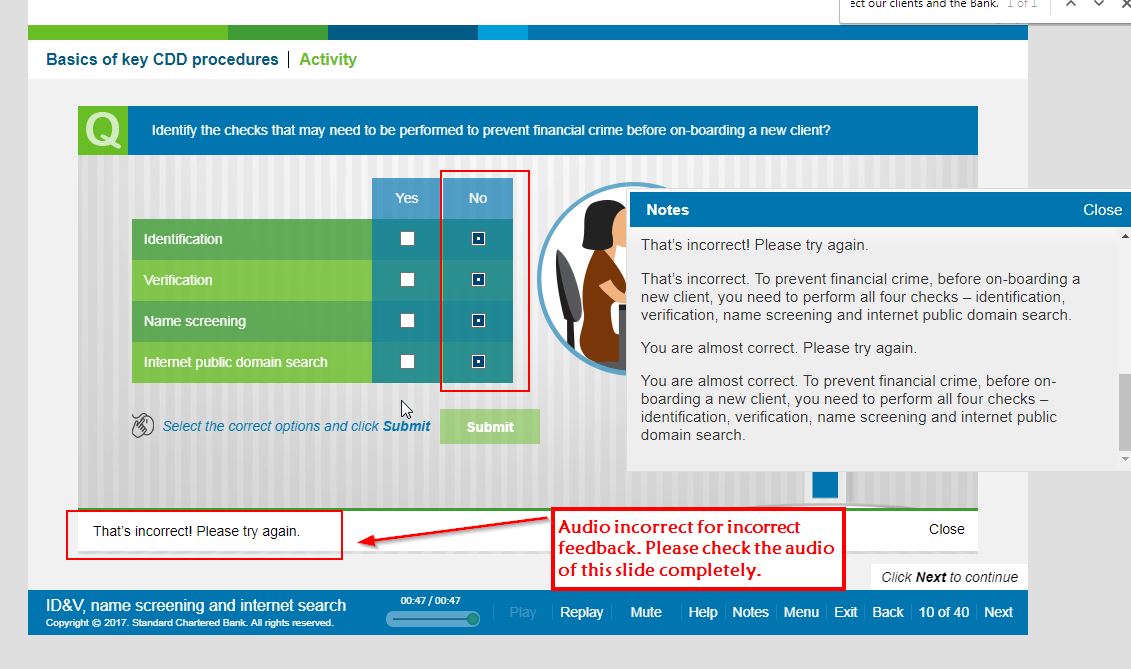 ect our clients and the Bank. 1 of 1
Basics of key CDD procedures | Activity
Q Identify the checks that may need to be performed to prevent financial crime before on-boarding a new client?
Yes No
Identification
Verification
Name screening
Internet public domain search
Select the correct options and click Submit
Submit
Notes Close
That's incorrect! Please try again.
That's incorrect. To prevent financial crime, before on-boarding a
new client, you need to perform all four checks – identification,
verification, name screening and internet public domain search.
You are almost correct. Please try again.
You are almost correct. To prevent financial crime, before on-
boarding a new client, you need to perform all four checks –
identification, verification, name screening and internet public
domain search.
That's incorrect! Please try again.
Close
Audio incorrect for incorrect
feedback. Please check the audio
of this slide completely.
Click Next to continue
ID&V, name screening and internet search
Copyright © 2017. Standard Chartered Bank. All rights reserved.
00:47 / 00:47
Play Replay Mute Help Notes Menu Exit Back 10 of 40 Next